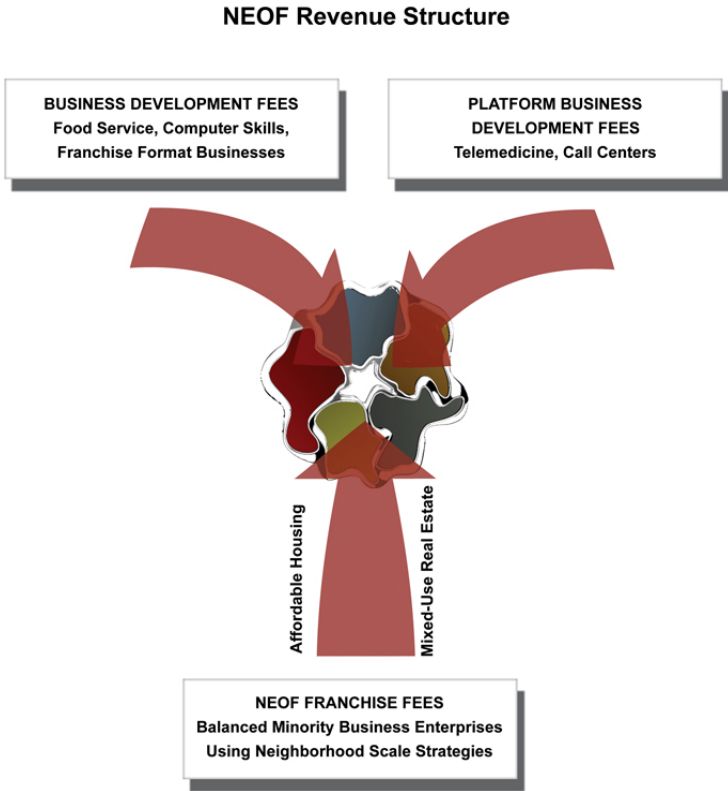 NEOF Revenue Structure
BUSINESS DEVELOPMENT FEES
Food Service, Computer Skills,
Franchise Format Businesses
PLATFORM BUSINESS
DEVELOPMENT FEES
Telemedicine, Call Centers
Affordable Housing
Mixed-Use Real Estate
NEOF FRANCHISE FEES
Balanced Minority Business Enterprises
Using Neighborhood Scale Strategies